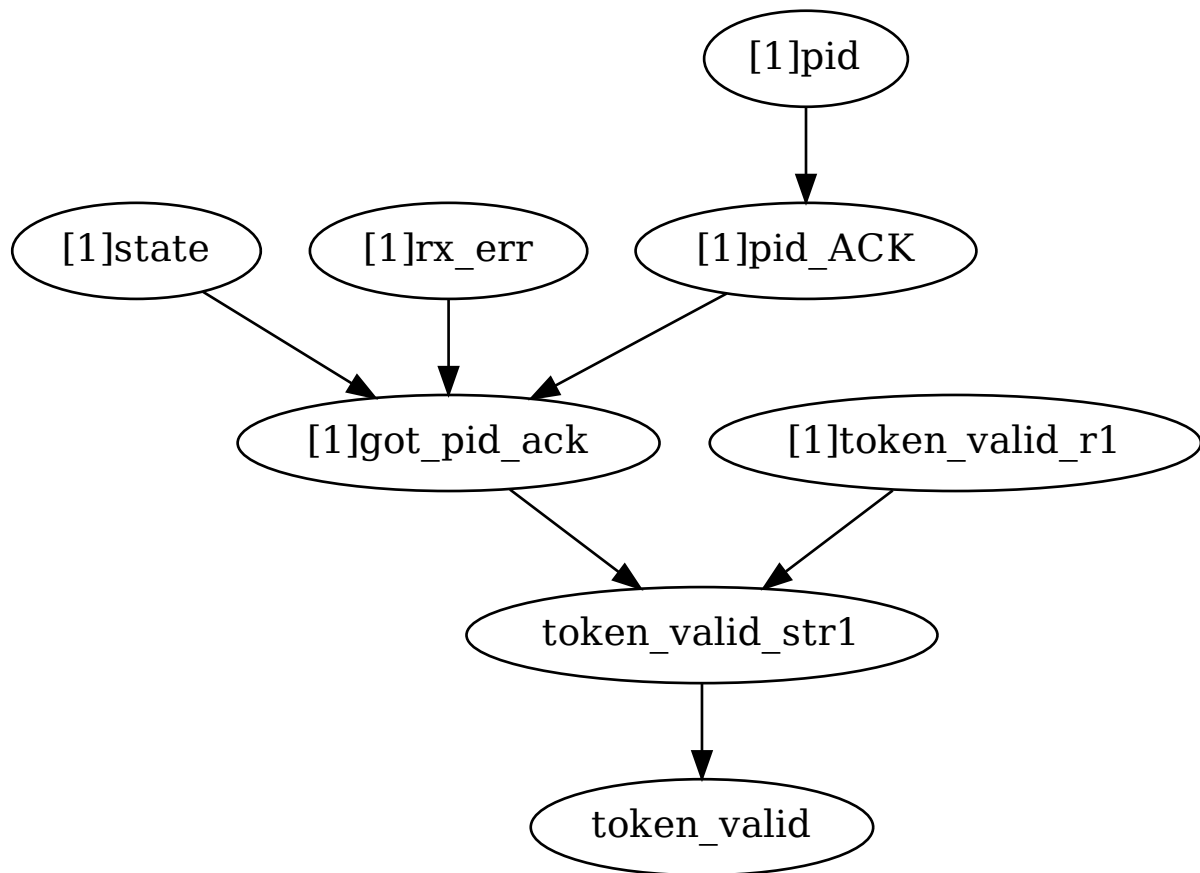 [1]pid
[1]state
[1]rx_err
[1]pid_ACK
[1]got_pid_ack
[1]token_valid_r1
token_valid_str1
token_valid